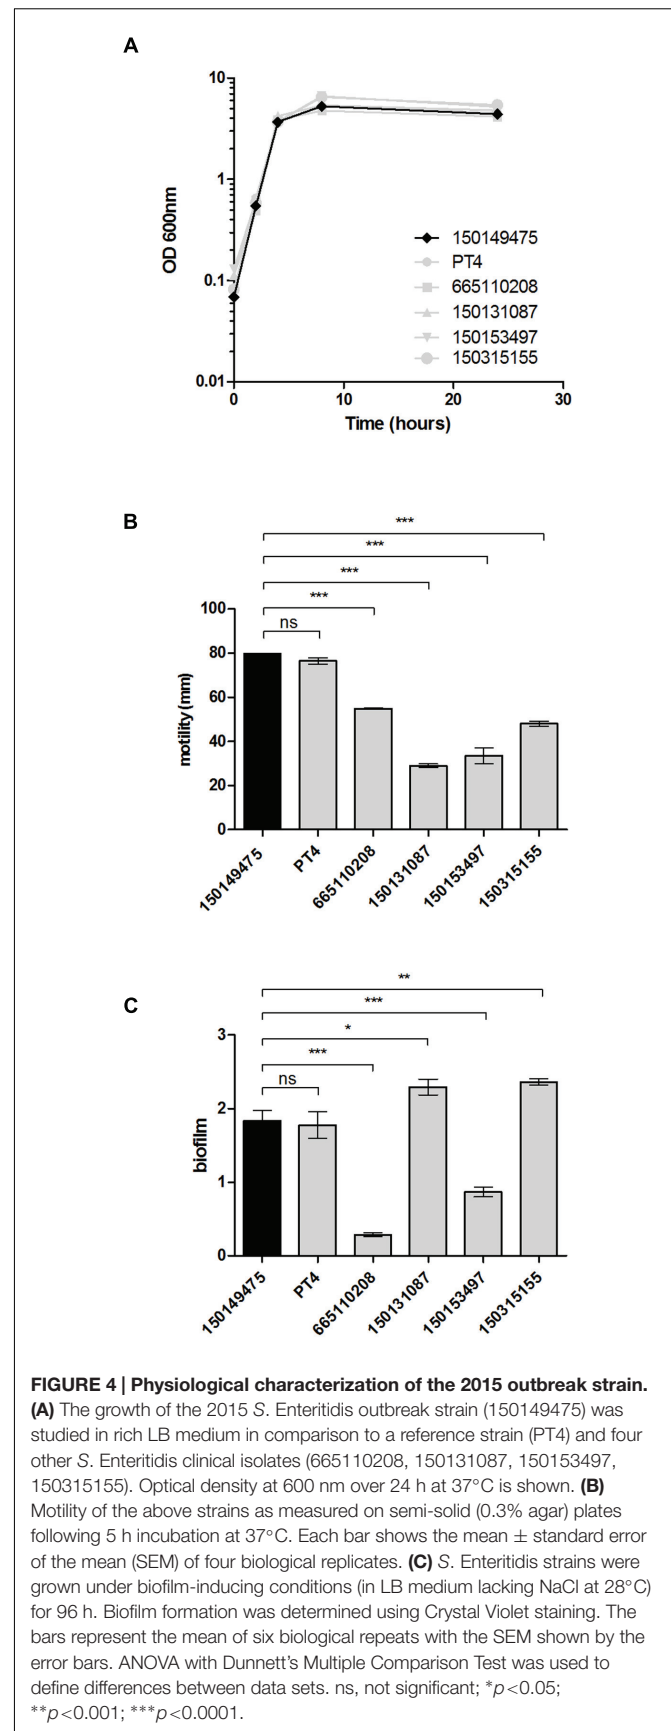 A
10
1
0.1
0.01
OD 600nm
150149475
PT4
665110208
150131087
150153497
150315155
0 10 20 30
Time (hours)
B
***
***
***
***
ns
100
80
60
40
20
0
motility (mm)
150149475 PT4 665110208 150131087 150153497 150315155
C
**
***
*
***
ns
3
2
1
0
biofilm
150149475 PT4 665110208 150131087 150153497 150315155
FIGURE 4 | Physiological characterization of the 2015 outbreak strain.
(A) The growth of the 2015 S. Enteritidis outbreak strain (150149475) was
studied in rich LB medium in comparison to a reference strain (PT4) and four
other S. Enteritidis clinical isolates (665110208, 150131087, 150153497,
150315155). Optical density at 600 nm over 24 h at 37°C is shown. (B)
Motility of the above strains as measured on semi-solid (0.3% agar) plates
following 5 h incubation at 37°C. Each bar shows the mean ± standard error
of the mean (SEM) of four biological replicates. (C) S. Enteritidis strains were
grown under biofilm-inducing conditions (in LB medium lacking NaCl at 28°C)
for 96 h. Biofilm formation was determined using Crystal Violet staining. The
bars represent the mean of six biological repeats with the SEM shown by the
error bars. ANOVA with Dunnett's Multiple Comparison Test was used to
define differences between data sets. ns, not significant; *p<0.05;
**p<0.001; ***p<0.0001.